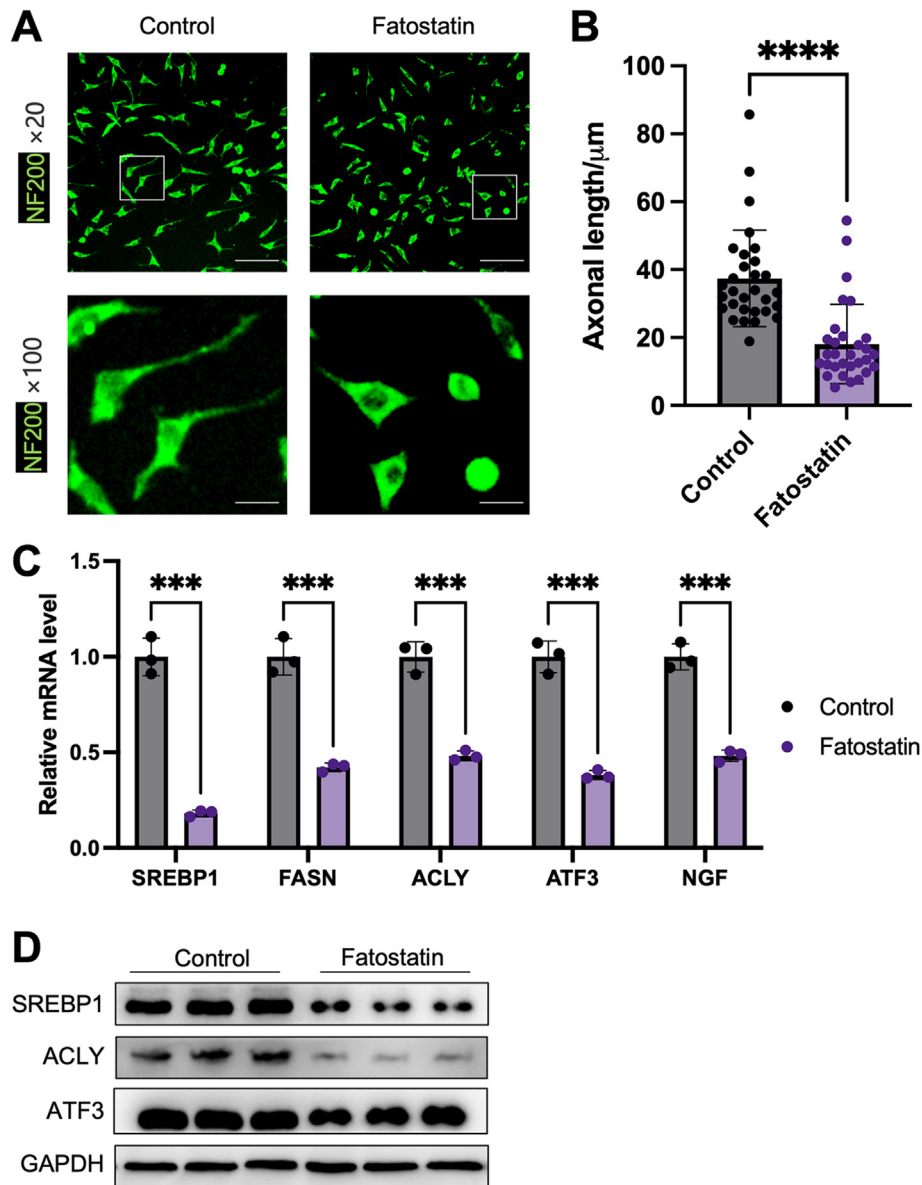 A
Control
Fatostatin
NF200 ×20
NF200 ×100
B
****
Axonal length/μm
100
80
60
40
20
0
Control
Fatostatin
C
Relative mRNA level
1.5
1.0
0.5
0.0
*** *** *** *** ***
SREBP1 FASN ACLY ATF3 NGF
Control
Fatostatin
D
Control Fatostatin
SREBP1
ACLY
ATF3
GAPDH